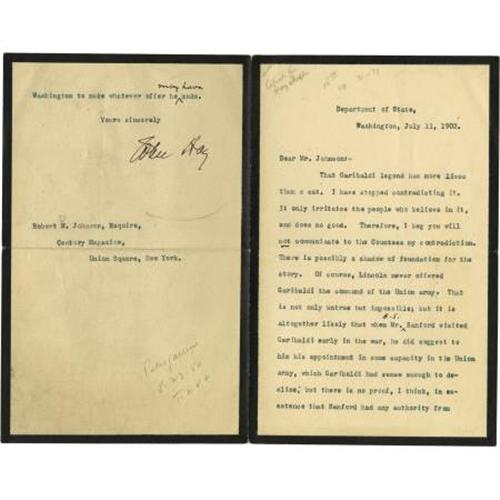 Department of State,
Washington, July 11, 1902.
Dear Mr. Johnson:-
That Garibaldi legend has more lives
than a cat. I have stopped contradicting it.
It only irritates the people who believe in it,
and does no good. Therefore, I beg you will
not communicate to the Countess my contradiction.
There is possibly a shadow of foundation for the
story. Of course, Lincoln never offered
Garibaldi the command of the Union army. That
is not only untrue but impossible; but it is
altogether likely that when Mr. H.S. Sanford visited
Garibaldi early in the war, he did suggest to
him his appointment in some capacity in the Union
army, which Garibaldi had sense enough to de-
cline, but there is no proof, I think, in ex-
istence that Sanford had any authority from
Washington to make whatever offer he may have made.
Yours sincerely
John Hay
Robert U. Johnson, Esquire,
Century Magazine,
Union Square, New York.